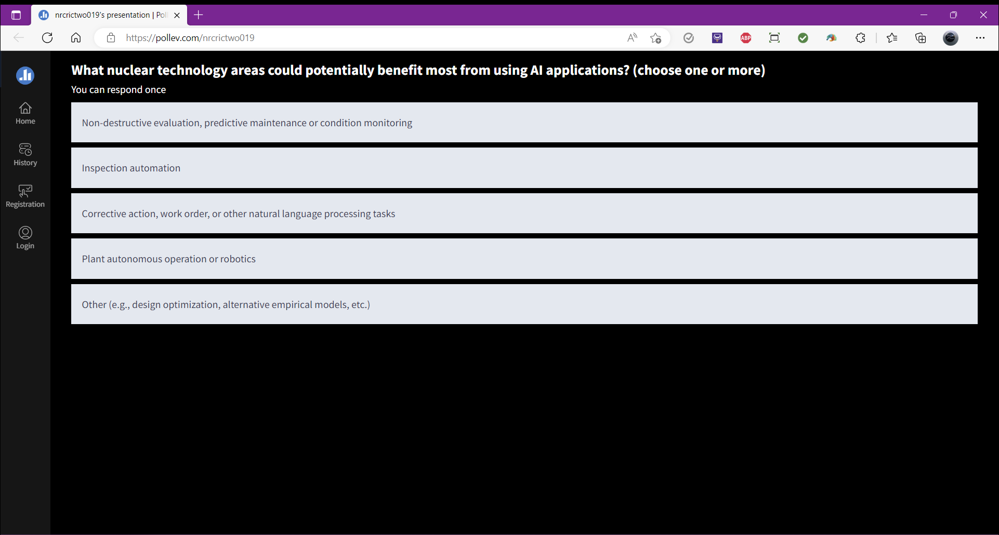 nrcrictwo019's presentation | Pol
https://pollev.com/nrcrictwo019
ABP
What nuclear technology areas could potentially benefit most from using AI applications? (choose one or more)
You can respond once
Home
History
Registration
Login
Non-destructive evaluation, predictive maintenance or condition monitoring
Inspection automation
Corrective action, work order, or other natural language processing tasks
Plant autonomous operation or robotics
Other (e.g., design optimization, alternative empirical models, etc.)